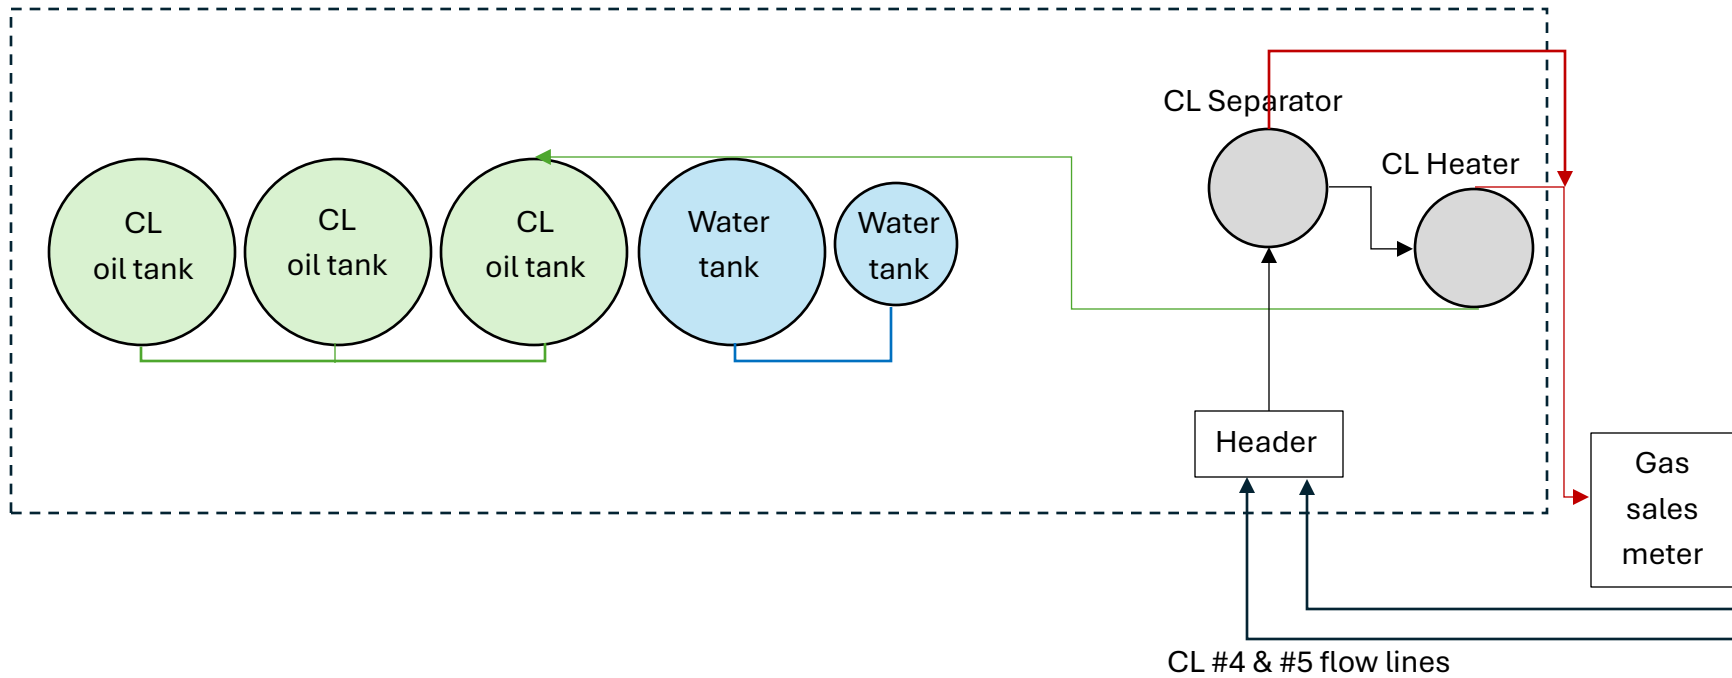 CL Separator
CL Heater
CL
oil tank
CL
oil tank
CL
oil tank
Water
tank
Water
tank
Header
Gas
sales
meter
CL #4 & #5 flow lines